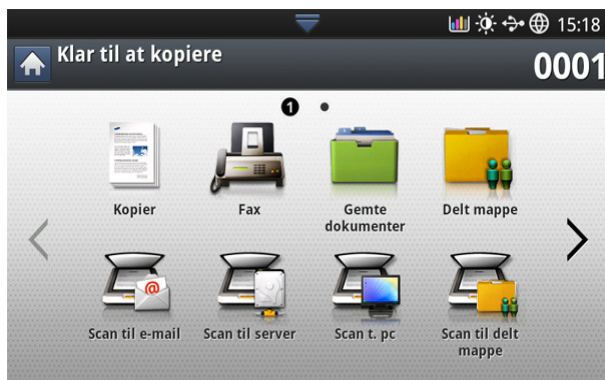 15:18
Klar til at kopiere
0001
1
Kopier
Fax
Gemte
dokumenter
Delt mappe
@
Scan til e-mail
Scan til server
Scan t. pc
Scan til delt
mappe